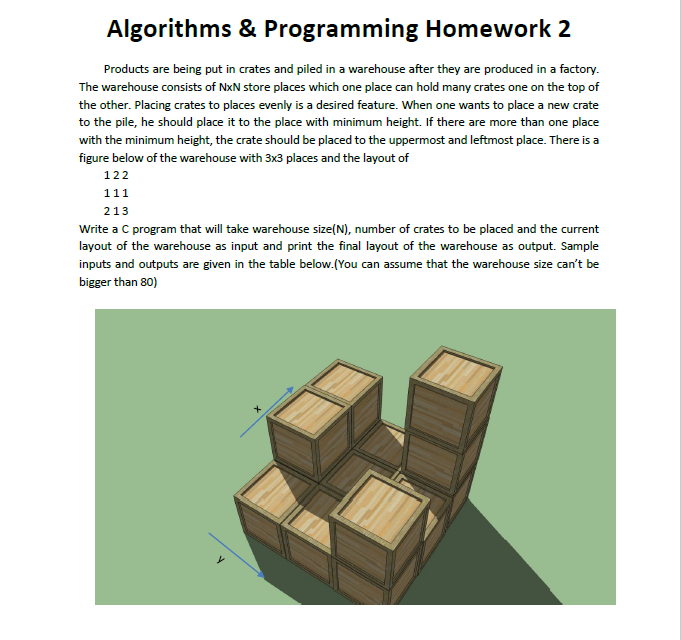 Algorithms & Programming Homework 2
Products are being put in crates and piled in a warehouse after they are produced in a factory.
The warehouse consists of NxN store places which one place can hold many crates one on the top of
the other. Placing crates to places evenly is a desired feature. When one wants to place a new crate
to the pile, he should place it to the place with minimum height. If there are more than one place
with the minimum height, the crate should be placed to the uppermost and leftmost place. There is a
figure below of the warehouse with 3x3 places and the layout of
1 2 2
1 1 1
2 1 3
Write a C program that will take warehouse size(N), number of crates to be placed and the current
layout of the warehouse as input and print the final layout of the warehouse as output. Sample
inputs and outputs are given in the table below.(You can assume that the warehouse size can't be
bigger than 80)
x
y